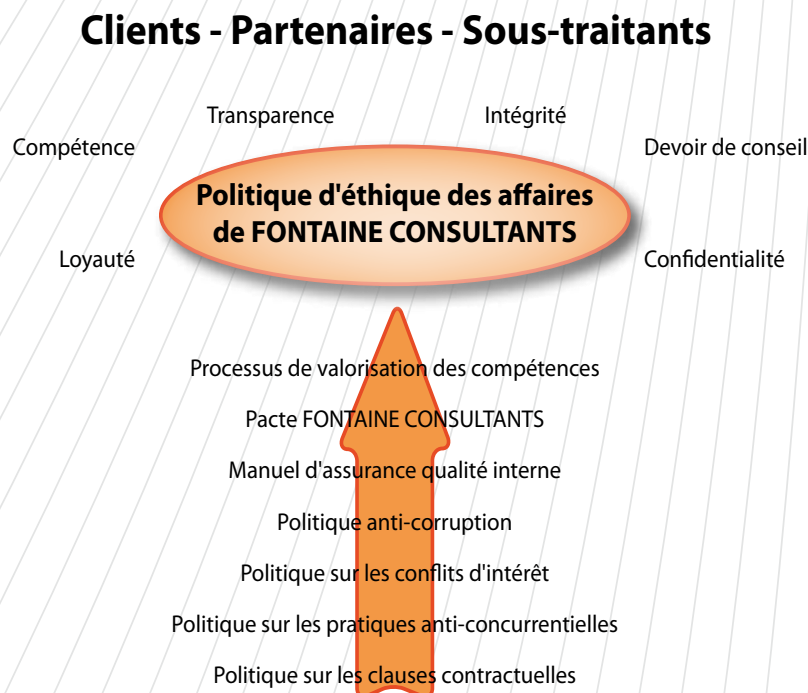 Clients - Partenaires - Sous-traitants
Transparence
Intégrité
Compétence
Devoir de conseil
Politique d'éthique des affaires
de FONTAINE CONSULTANTS
Loyauté
Confidentialité
Processus de valorisation des compétences
Pacte FONTAINE CONSULTANTS
Manuel d'assurance qualité interne
Politique anti-corruption
Politique sur les conflits d'intérêt
Politique sur les pratiques anti-concurrentielles
Politique sur les clauses contractuelles